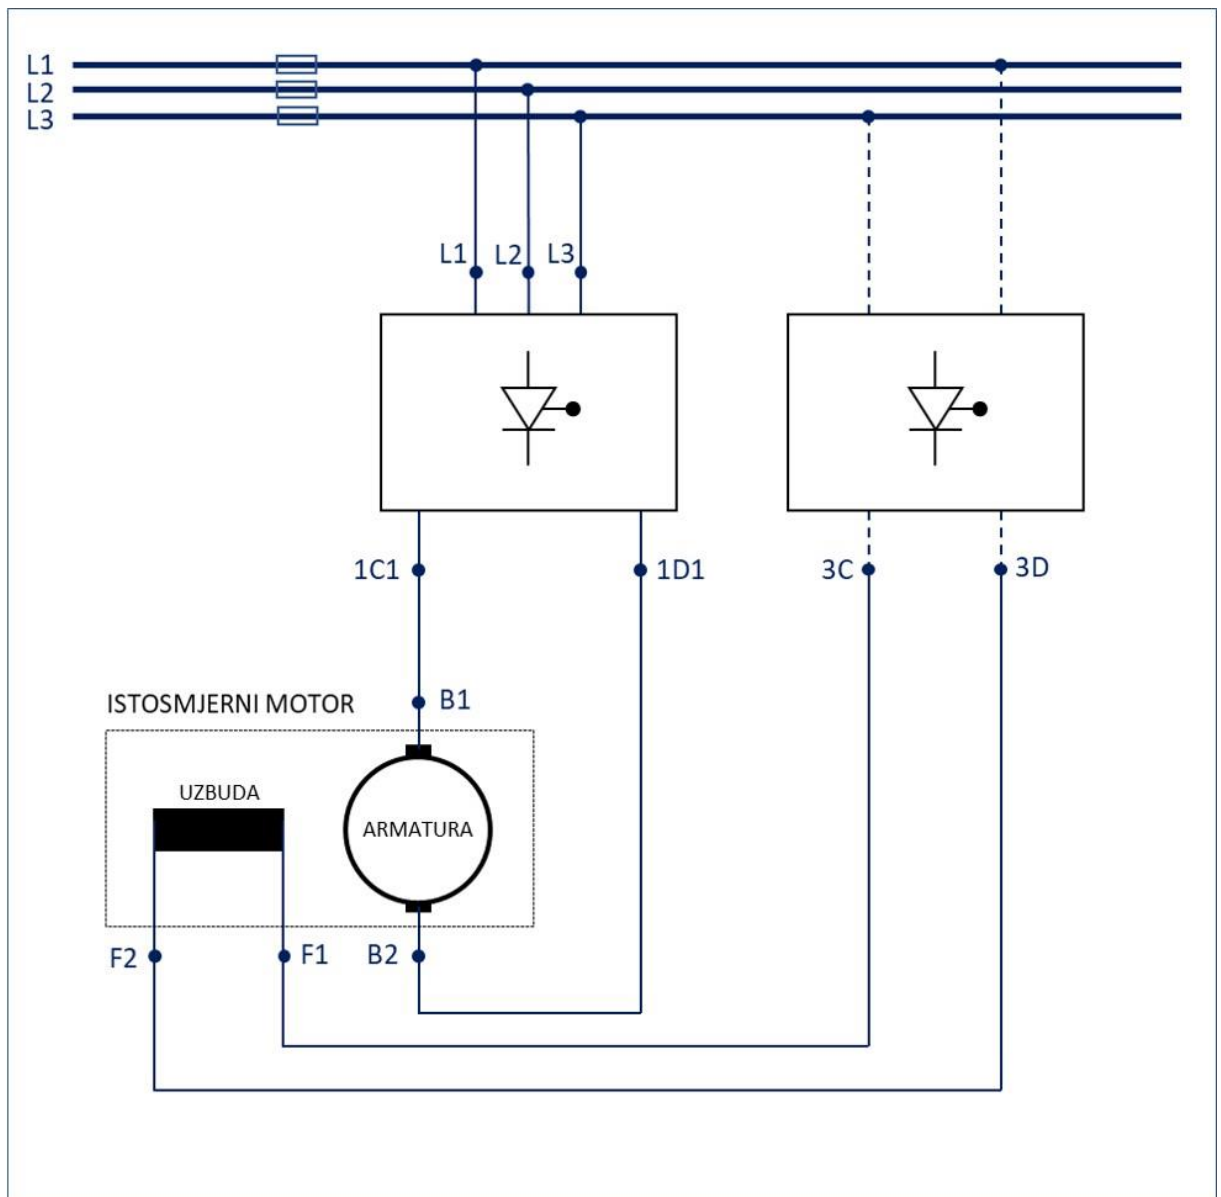 L1
L2
L3
L1 L2 L3
1C1 1D1 3C 3D
B1
ISTOSMJERNI MOTOR
UZBUDA
ARMATURA
F2 F1 B2